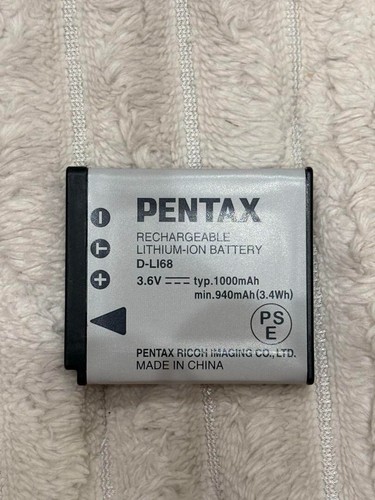 PENTAX
RECHARGEABLE
LITHIUM-ION BATTERY
D-LI68
3.6V typ.1000mAh
min.940mAh(3.4Wh)
PS
E
PENTAX RICOH IMAGING CO., LTD.
MADE IN CHINA
−
T
+